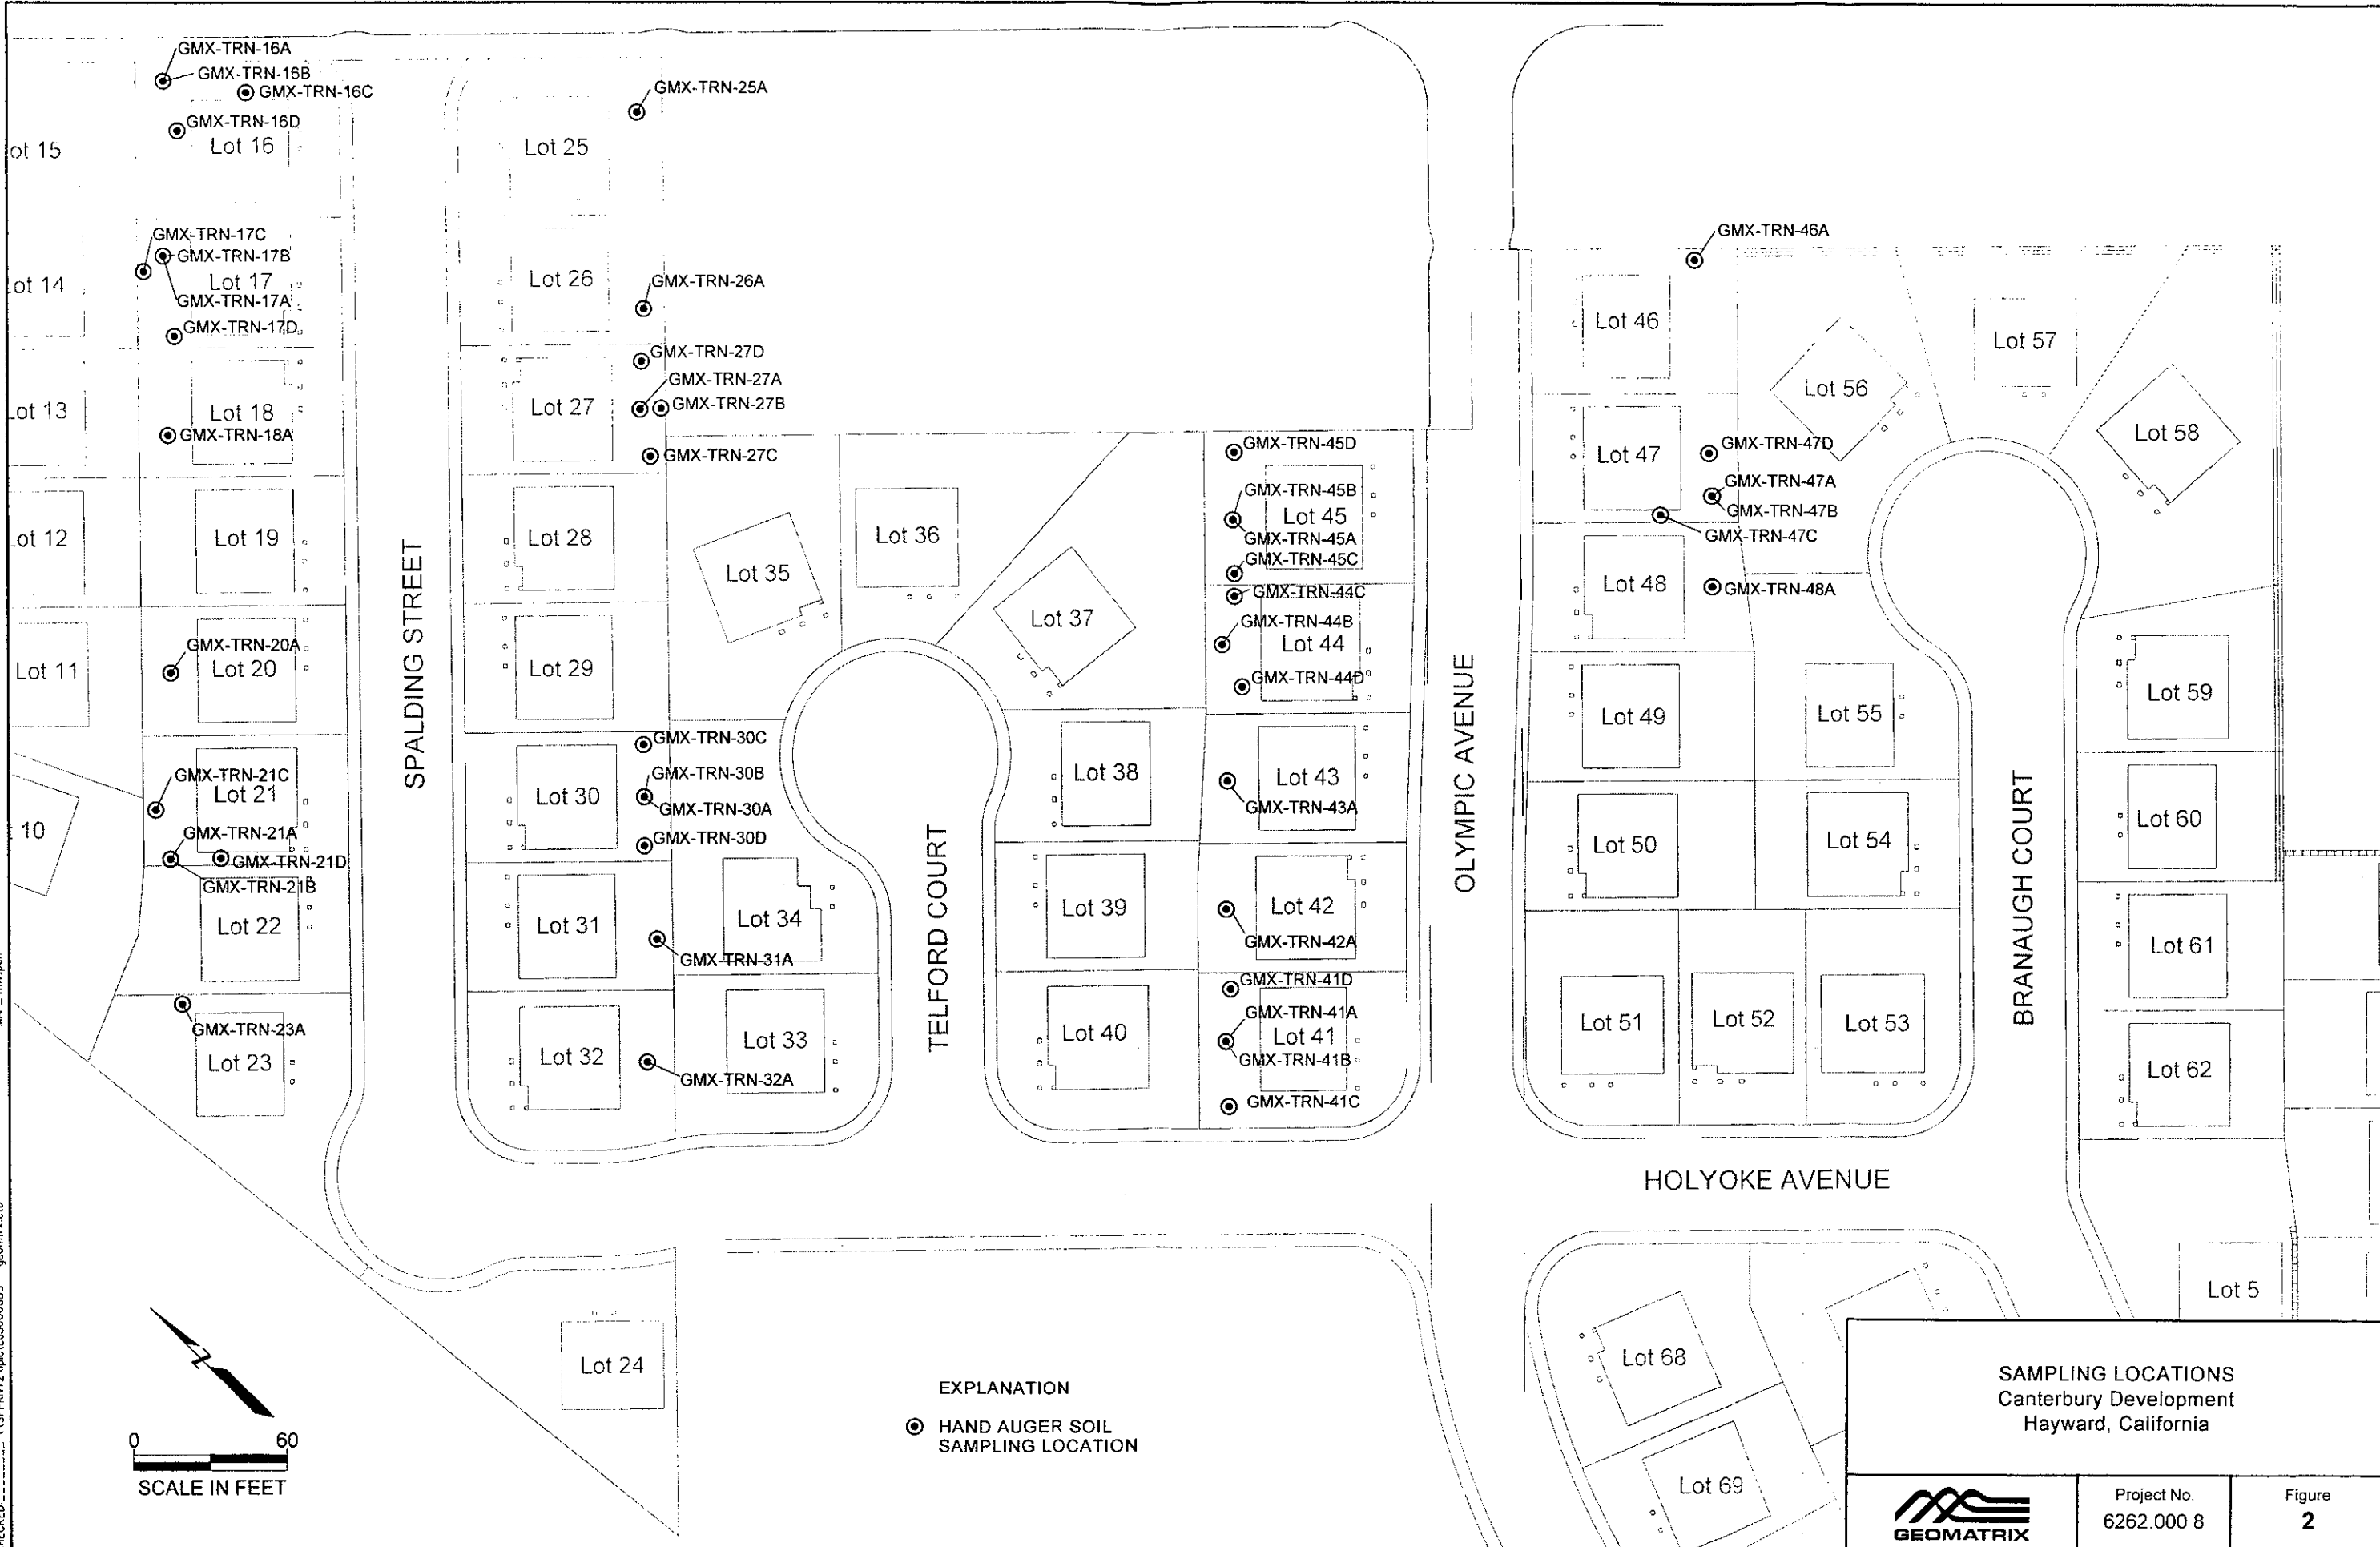 GMX-TRN-16A
GMX-TRN-16B
GMX-TRN-16C
GMX-TRN-16D
Lot 16
ot 15
GMX-TRN-25A
Lot 25
GMX-TRN-17C
GMX-TRN-17B
Lot 17
GMX-TRN-17A
GMX-TRN-17D
ot 14
Lot 26
GMX-TRN-26A
GMX-TRN-46A
Lot 46
Lot 57
Lot 56
Lot 58
GMX-TRN-27D
GMX-TRN-27A
GMX-TRN-27B
Lot 27
GMX-TRN-27C
ot 13
Lot 18
GMX-TRN-18A
GMX-TRN-45D
GMX-TRN-45B
Lot 45
GMX-TRN-45A
GMX-TRN-45C
Lot 47
GMX-TRN-47D
GMX-TRN-47A
GMX-TRN-47B
GMX-TRN-47C
ot 12
Lot 19
SPALDING STREET
Lot 28
Lot 35
Lot 36
Lot 37
GMX-TRN-44C
GMX-TRN-44B
Lot 44
GMX-TRN-44D
Lot 48
GMX-TRN-48A
Lot 11
GMX-TRN-20A
Lot 20
Lot 29
OLYMPIC AVENUE
Lot 49
Lot 55
Lot 59
GMX-TRN-21C
Lot 21
GMX-TRN-21A
GMX-TRN-21D
GMX-TRN-21B
10
GMX-TRN-30C
GMX-TRN-30B
Lot 30
GMX-TRN-30A
GMX-TRN-30D
Lot 38
Lot 43
GMX-TRN-43A
Lot 50
Lot 54
BRANAUGH COURT
Lot 60
Lot 22
Lot 31
GMX-TRN-31A
Lot 34
TELFORD COURT
Lot 39
Lot 42
GMX-TRN-42A
Lot 61
GMX-TRN-23A
Lot 23
Lot 32
GMX-TRN-32A
Lot 33
Lot 40
GMX-TRN-41D
GMX-TRN-41A
Lot 41
GMX-TRN-41B
GMX-TRN-41C
Lot 51
Lot 52
Lot 53
Lot 62
HOLYOKE AVENUE
Lot 5
Lot 24
Lot 68
Lot 69
Z
0 60
SCALE IN FEET
EXPLANATION
HAND AUGER SOIL
SAMPLING LOCATION
SAMPLING LOCATIONS
Canterbury Development
Hayward, California
GEOMATRIX
Project No.
6262.000 8
Figure
2